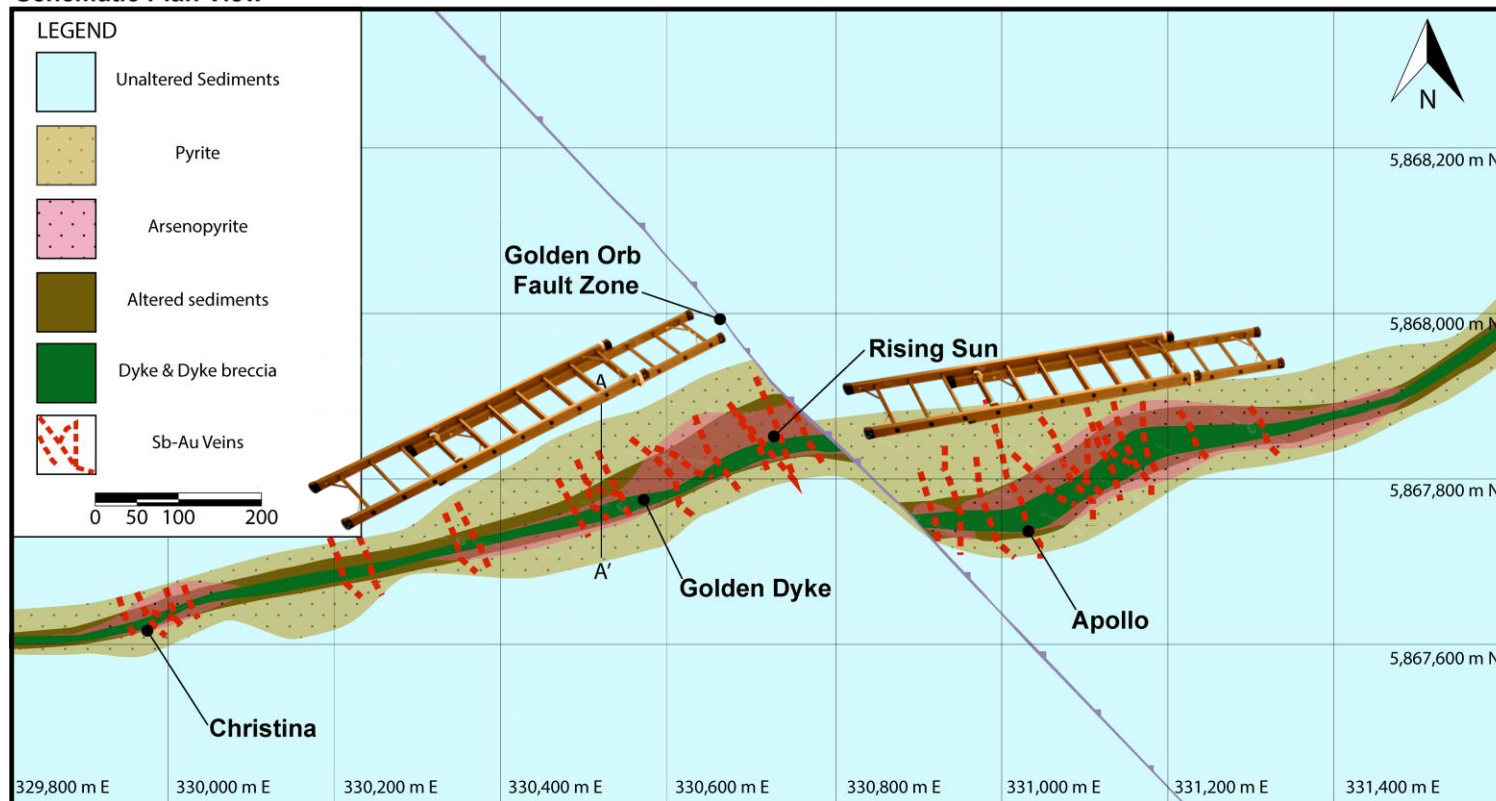 LEGEND
Unaltered Sediments
Pyrite
Arsenopyrite
Altered sediments
Dyke & Dyke breccia
Sb-Au Veins
0 50 100 200
N
5,868,200 m N
Golden Orb
Fault Zone
5,868,000 m N
Rising Sun
A
5,867,800 m N
A'
Golden Dyke
Apollo
5,867,600 m N
Christina
329,800 m E 330,000 m E 330,200 m E 330,400 m E 330,600 m E 330,800 m E 331,000 m E 331,200 m E 331,400 m E